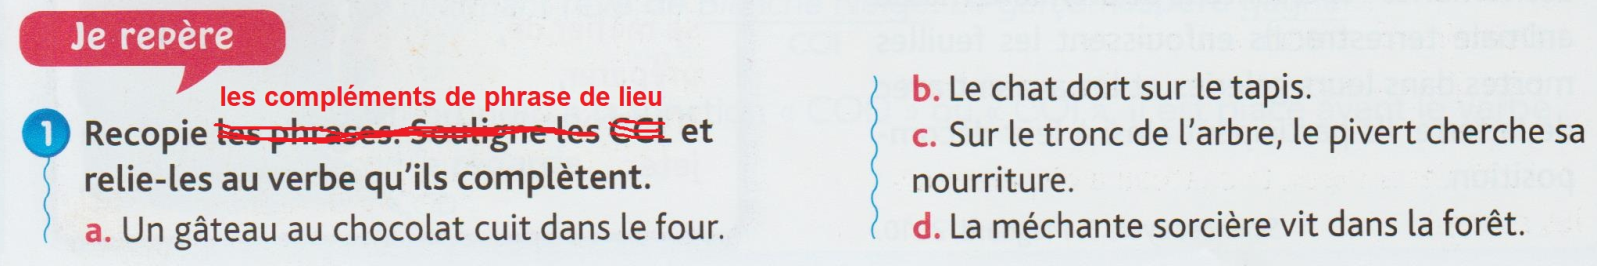 Je repère
les compléments de phrase de lieu
1 Recopie les phrases. Souligne les CCL et
relie-les au verbe qu'ils complètent.
a. Un gâteau au chocolat cuit dans le four.
b. Le chat dort sur le tapis.
c. Sur le tronc de l'arbre, le pivert cherche sa
nourriture.
d. La méchante sorcière vit dans la forêt.